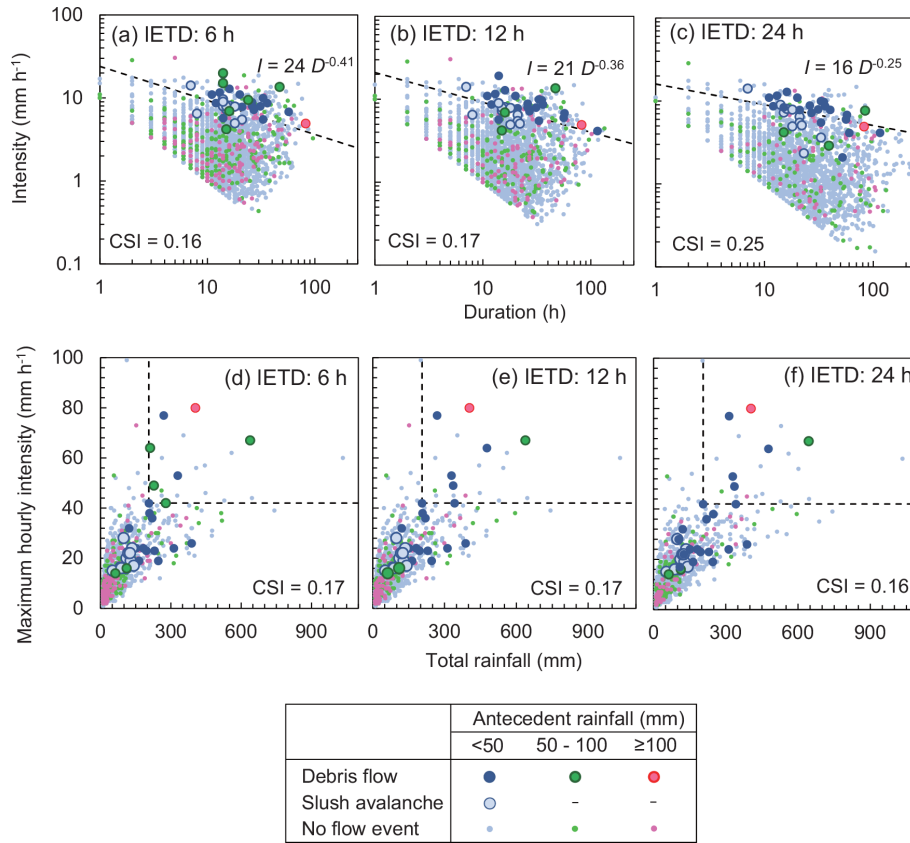 (a) IETD: 6 h
I = 24 D^-0.41
CSI = 0.16
(b) IETD: 12 h
I = 21 D^-0.36
CSI = 0.17
(c) IETD: 24 h
I = 16 D^-0.25
CSI = 0.25
Intensity (mm h^-1)
100
10
1
0.1
1 10 100 1 10 100 1 10 100
Duration (h)
(d) IETD: 6 h
CSI = 0.17
(e) IETD: 12 h
CSI = 0.17
(f) IETD: 24 h
CSI = 0.16
Maximum hourly intensity (mm h^-1)
100
80
60
40
20
0
0 300 600 900 0 300 600 900 0 300 600 900
Total rainfall (mm)
Antecedent rainfall (mm)
<50 50 - 100 ≥100
Debris flow
Slush avalanche - -
No flow event